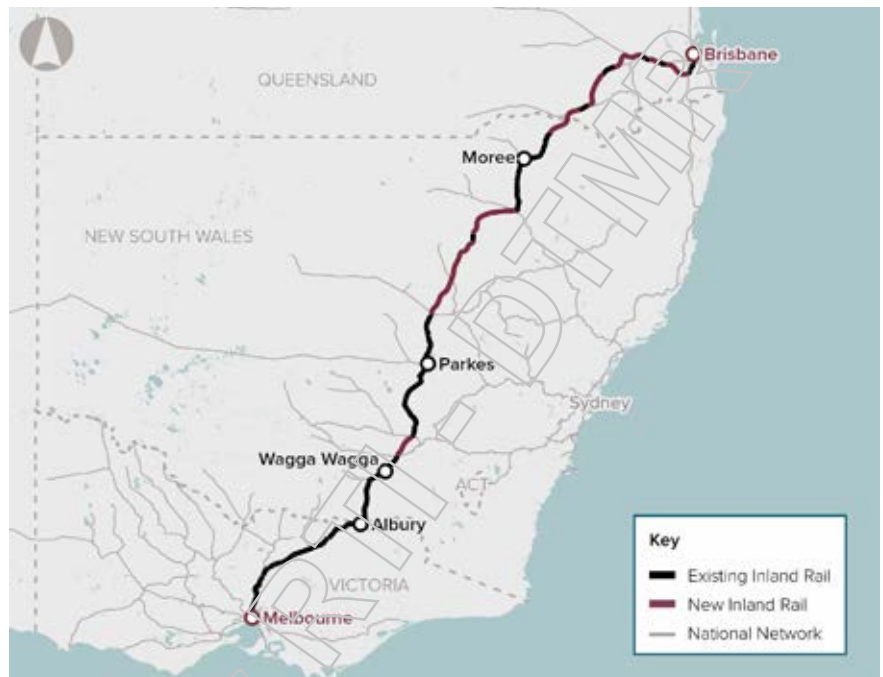 Brisbane
QUEENSLAND
Moree
NEW SOUTH WALES
Parkes
Sydney
Wagga Wagga
ACT
Albury
VICTORIA
Melbourne
Key
Existing Inland Rail
New Inland Rail
National Network
RTI - DTMR